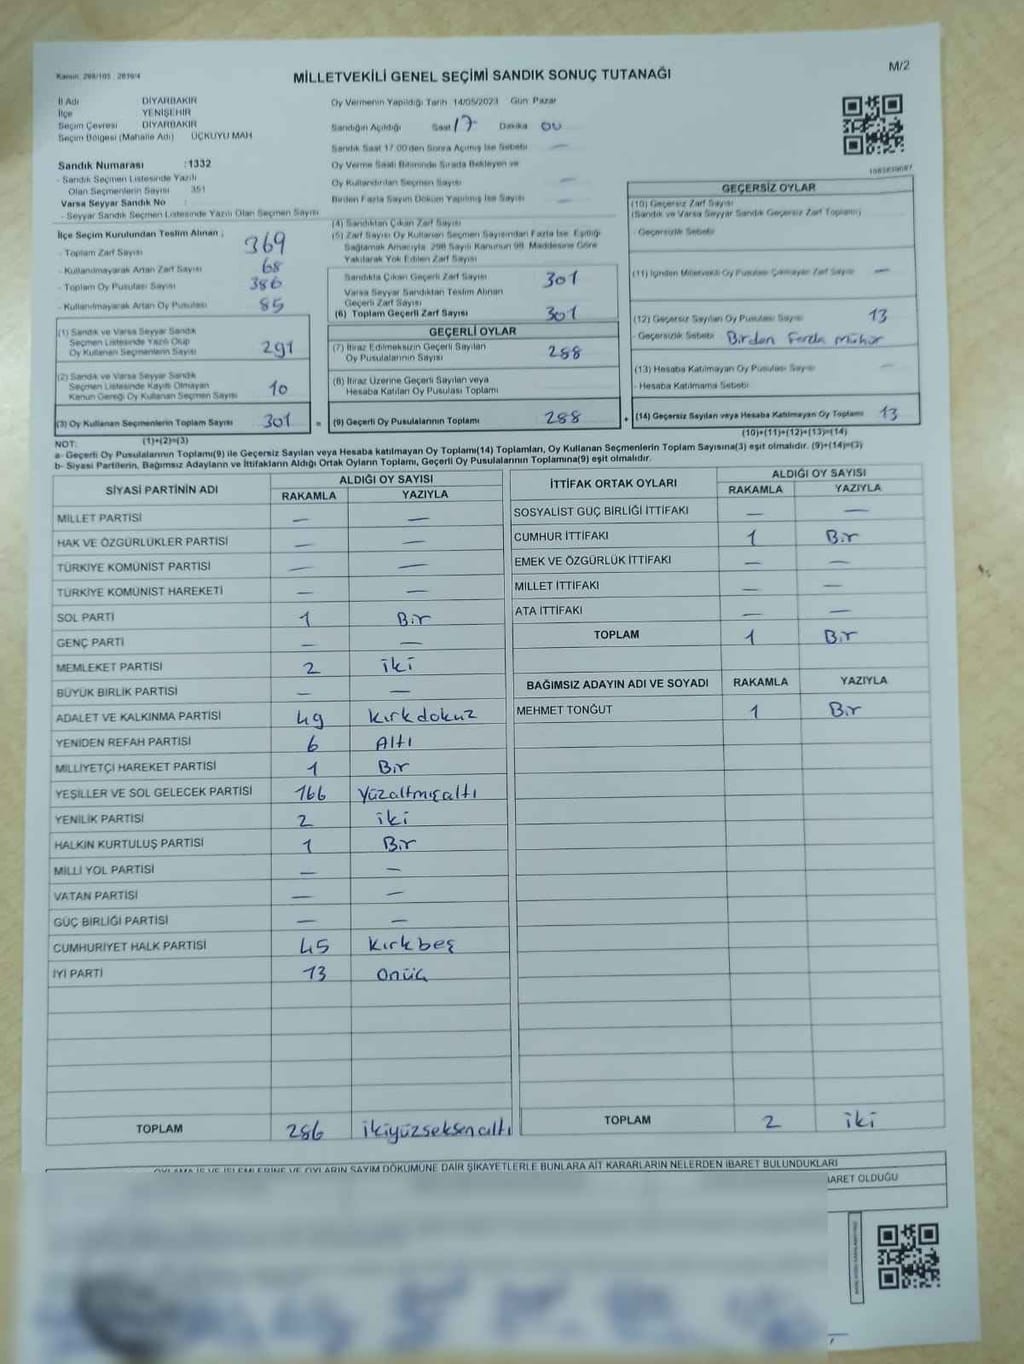 Kanun: 298/105 : 2010/4
MİLLETVEKİLİ GENEL SEÇİMİ SANDIK SONUÇ TUTANAĞI
M/2
İl Adı DİYARBAKIR
İlçe YENİŞEHİR
Seçim Çevresi DİYARBAKIR
Seçim Bölgesi (Mahalle Adı) ÜÇKUYU MAH
Sandık Numarası :1332
- Sandık Seçmen Listesinde Yazılı
Olan Seçmenlerin Sayısı 351
Varsa Seyyar Sandık No
- Seyyar Sandık Seçmen Listesinde Yazılı Olan Seçmen Sayısı
İlçe Seçim Kurulundan Teslim Alınan ;
- Toplam Zarf Sayısı 369
- Kullanılmayarak Artan Zarf Sayısı 68
- Toplam Oy Pusulası Sayısı 386
- Kullanılmayarak Artan Oy Pusulası 85
(1) Sandık ve Varsa Seyyar Sandık
Seçmen Listesinde Yazılı Olup
Oy Kullanan Seçmenlerin Sayısı 291
(2) Sandık ve Varsa Seyyar Sandık
Seçmen Listesinde Kayıtlı Olmayan
Kanun Gereği Oy Kullanan Seçmen Sayısı 10
(3) Oy Kullanan Seçmenlerin Toplam Sayısı 301
(1)+(2)=(3)
Oy Vermenin Yapıldığı Tarih 14/05/2023 Gün Pazar
Sandığın Açıldığı Saat 17 Dakika 00
Sandık Saat 17.00'den Sonra Açılmış İse Sebebi —
Oy Verme Saati Bitiminde Sırada Bekleyen ve
Oy Kullandırılan Seçmen Sayısı —
Birden Fazla Sayım Döküm Yapılmış İse Sayısı —
(4) Sandıktan Çıkan Zarf Sayısı
(5) Zarf Sayısı Oy Kullanan Seçmen Sayısından Fazla İse, Eşitliği
Sağlamak Amacıyla, 298 Sayılı Kanunun 98. Maddesine Göre
Yakılarak Yok Edilen Zarf Sayısı
Sandıkta Çıkan Geçerli Zarf Sayısı 301
Varsa Seyyar Sandıktan Teslim Alınan
Geçerli Zarf Sayısı
(6) Toplam Geçerli Zarf Sayısı 301
GEÇERLİ OYLAR
(7) İtiraz Edilmeksizin Geçerli Sayılan
Oy Pusulalarının Sayısı 288
(8) İtiraz Üzerine Geçerli Sayılan veya
Hesaba Katılan Oy Pusulası Toplamı
= (9) Geçerli Oy Pusulalarının Toplamı 288 +
GEÇERSİZ OYLAR
(10) Geçersiz Zarf Sayısı
(Sandık ve Varsa Seyyar Sandık Geçersiz Zarf Toplamı)
- Geçersizlik Sebebi
(11) İçinden Milletvekili Oy Pusulası Çıkmayan Zarf Sayısı —
(12) Geçersiz Sayılan Oy Pusulası Sayısı 13
- Geçersizlik Sebebi Birden Fazla Mühür
(13) Hesaba Katılmayan Oy Pusulası Sayısı —
- Hesaba Katılmama Sebebi
(14) Geçersiz Sayılan veya Hesaba Katılmayan Oy Toplamı 13
(10)+(11)+(12)+(13)=(14)
NOT:
a- Geçerli Oy Pusulalarının Toplamı(9) ile Geçersiz Sayılan veya Hesaba katılmayan Oy Toplamı(14) Toplamları, Oy Kullanan Seçmenlerin Toplam Sayısına(3) eşit olmalıdır. (9)+(14)=(3)
b- Siyasi Partilerin, Bağımsız Adayların ve İttifakların Aldığı Ortak Oyların Toplamı, Geçerli Oy Pusulalarının Toplamına(9) eşit olmalıdır.
SİYASİ PARTİNİN ADI ALDIĞI OY SAYISI
RAKAMLA YAZIYLA
MİLLET PARTİSİ — —
HAK VE ÖZGÜRLÜKLER PARTİSİ — —
TÜRKİYE KOMÜNİST PARTİSİ — —
TÜRKİYE KOMÜNİST HAREKETİ — —
SOL PARTİ 1 Bir
GENÇ PARTİ — —
MEMLEKET PARTİSİ 2 iki
BÜYÜK BİRLİK PARTİSİ — —
ADALET VE KALKINMA PARTİSİ 49 kırkdokuz
YENİDEN REFAH PARTİSİ 6 Altı
MİLLİYETÇİ HAREKET PARTİSİ 1 Bir
YEŞİLLER VE SOL GELECEK PARTİSİ 166 yüzaltmışaltı
YENİLİK PARTİSİ 2 iki
HALKIN KURTULUŞ PARTİSİ 1 Bir
MİLLİ YOL PARTİSİ — —
VATAN PARTİSİ — —
GÜÇ BİRLİĞİ PARTİSİ — —
CUMHURİYET HALK PARTİSİ 45 kırkbeş
İYİ PARTİ 13 onüç
TOPLAM 286 ikiyüzseksenaltı
İTTİFAK ORTAK OYLARI ALDIĞI OY SAYISI
RAKAMLA YAZIYLA
SOSYALİST GÜÇ BİRLİĞİ İTTİFAKI — —
CUMHUR İTTİFAKI 1 Bir
EMEK VE ÖZGÜRLÜK İTTİFAKI — —
MİLLET İTTİFAKI — —
ATA İTTİFAKI — —
TOPLAM 1 Bir
BAĞIMSIZ ADAYIN ADI VE SOYADI RAKAMLA YAZIYLA
MEHMET TONĞUT 1 Bir
TOPLAM 2 iki
OYLAMA İŞ VE İŞLEMLERİNE VE OYLARIN SAYIM DÖKÜMÜNE DAİR ŞİKAYETLERLE BUNLARA AİT KARARLARIN NELERDEN İBARET BULUNDUKLARI
İBARET OLDUĞU